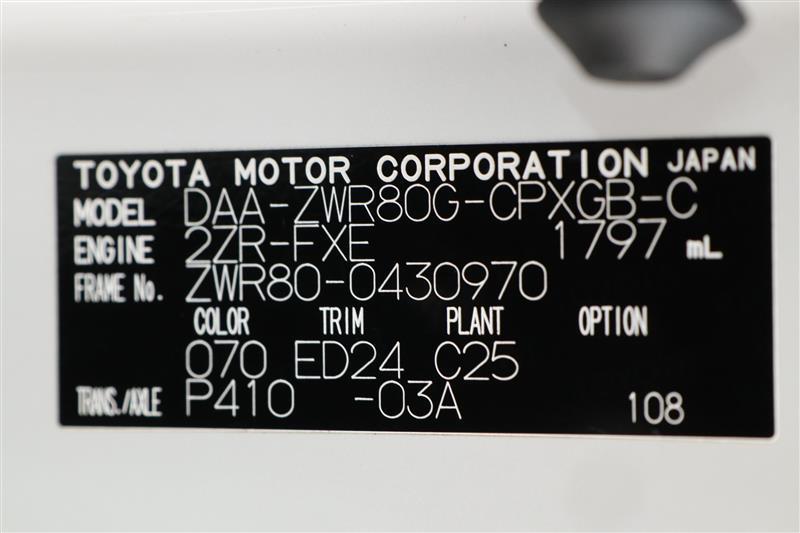 TOYOTA MOTOR CORPORATION JAPAN
MODEL DAA-ZWR80G-CPXGB-C
ENGINE 2ZR-FXE 1797 mL
FRAME No. ZWR80-0430970
COLOR TRIM PLANT OPTION
070 ED24 C25
TRANS./AXLE P410 -03A 108